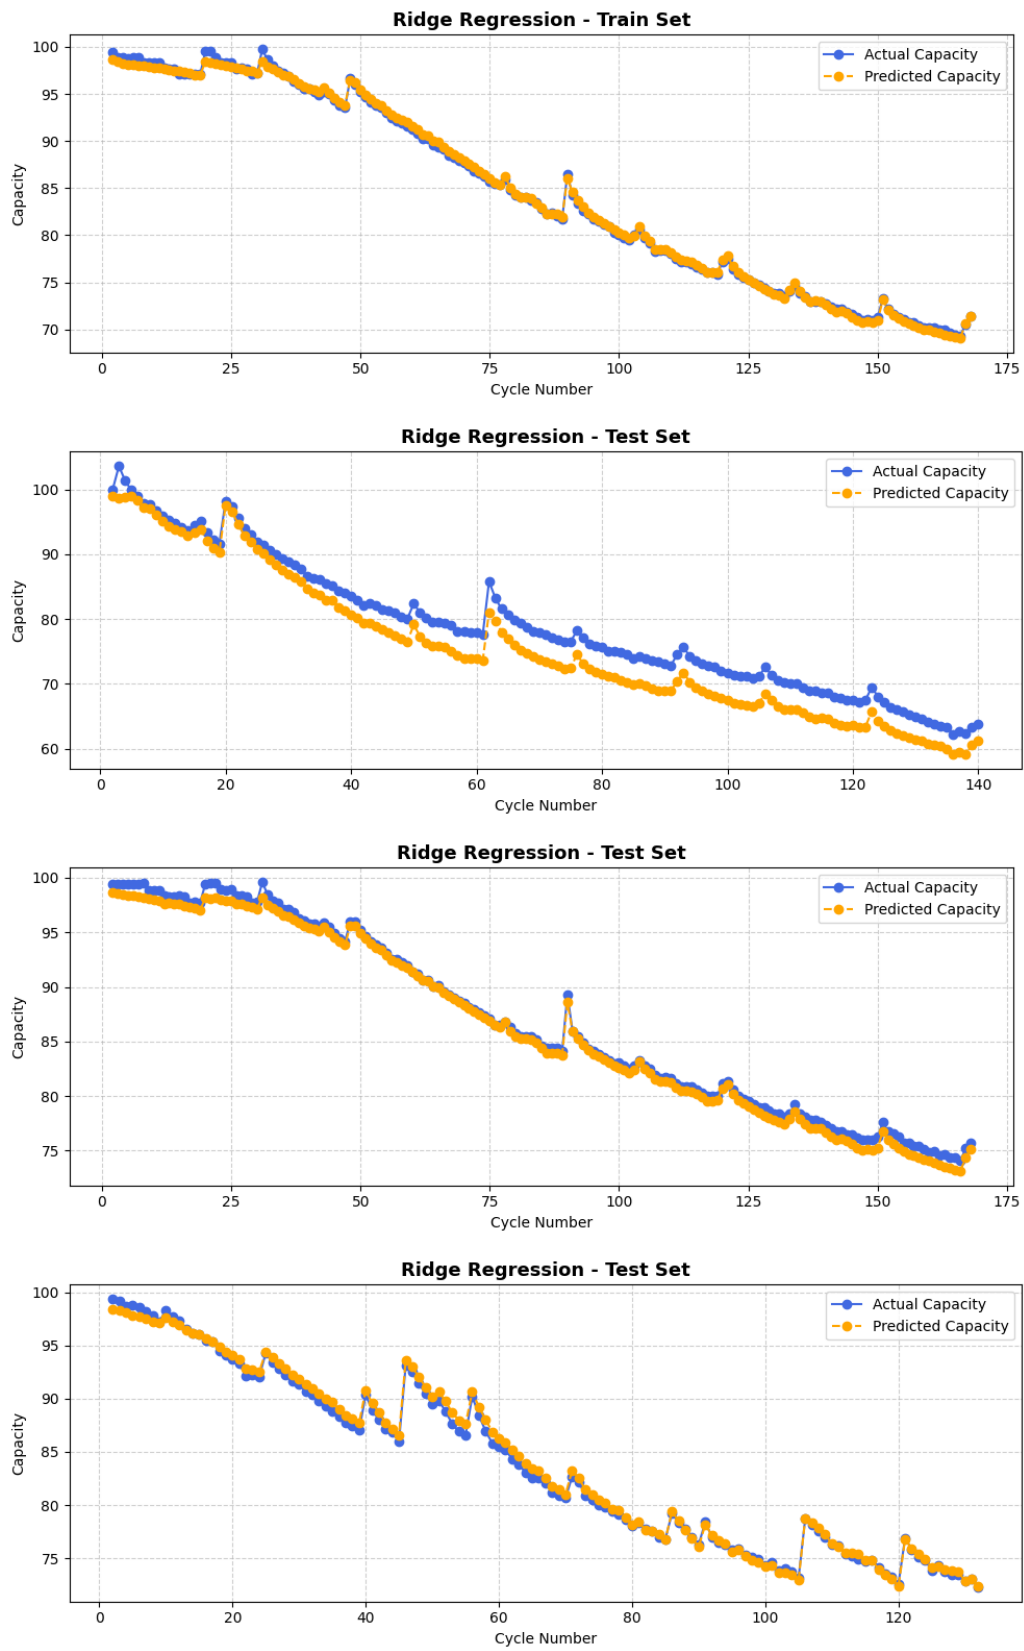 Ridge Regression - Train Set
100
95
90
85
80
75
70
Capacity
Actual Capacity
Predicted Capacity
0 25 50 75 100 125 150 175
Cycle Number
Ridge Regression - Test Set
100
90
80
70
60
Capacity
Actual Capacity
Predicted Capacity
0 20 40 60 80 100 120 140
Cycle Number
Ridge Regression - Test Set
100
95
90
85
80
75
Capacity
Actual Capacity
Predicted Capacity
0 25 50 75 100 125 150 175
Cycle Number
Ridge Regression - Test Set
100
95
90
85
80
75
Capacity
Actual Capacity
Predicted Capacity
0 20 40 60 80 100 120
Cycle Number